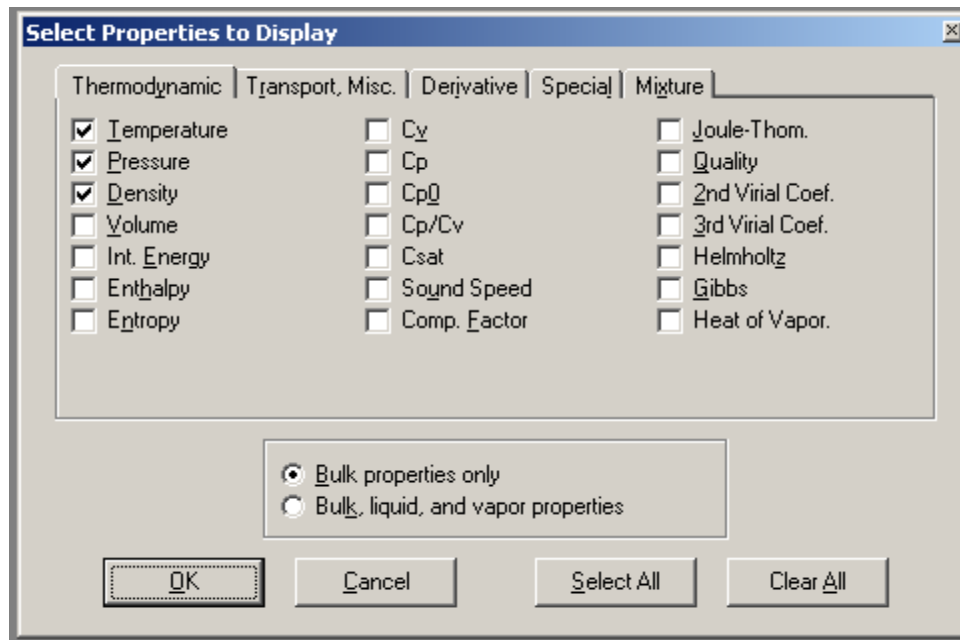 Select Properties to Display
Thermodynamic Transport, Misc. Derivative Special Mixture
Temperature Cv Joule-Thom.
Pressure Cp Quality
Density Cp0 2nd Virial Coef.
Volume Cp/Cv 3rd Virial Coef.
Int. Energy Csat Helmholtz
Enthalpy Sound Speed Gibbs
Entropy Comp. Factor Heat of Vapor.
Bulk properties only
Bulk, liquid, and vapor properties
OK Cancel Select All Clear All